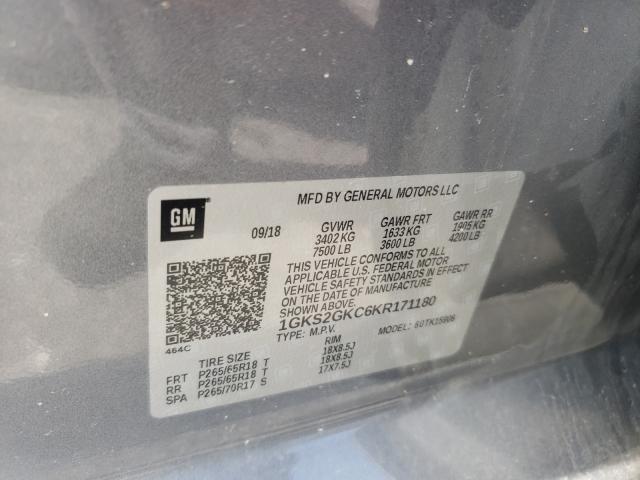 GM
MFD BY GENERAL MOTORS LLC
09/18 GVWR GAWR FRT GAWR RR
3402 KG 1633 KG 1905 KG
7500 LB 3600 LB 4200 LB
THIS VEHICLE CONFORMS TO ALL
APPLICABLE U.S. FEDERAL MOTOR
VEHICLE SAFETY STANDARDS IN EFFECT
ON THE DATE OF MANUFACTURE
1GKS2GKC6KR171180
TYPE: M.P.V. MODEL:
464C
TIRE SIZE RIM
FRT P265/65R18 T 18X8.5J
RR P265/65R18 T 18X8.5J
SPA P265/70R17 S 17X7.5J